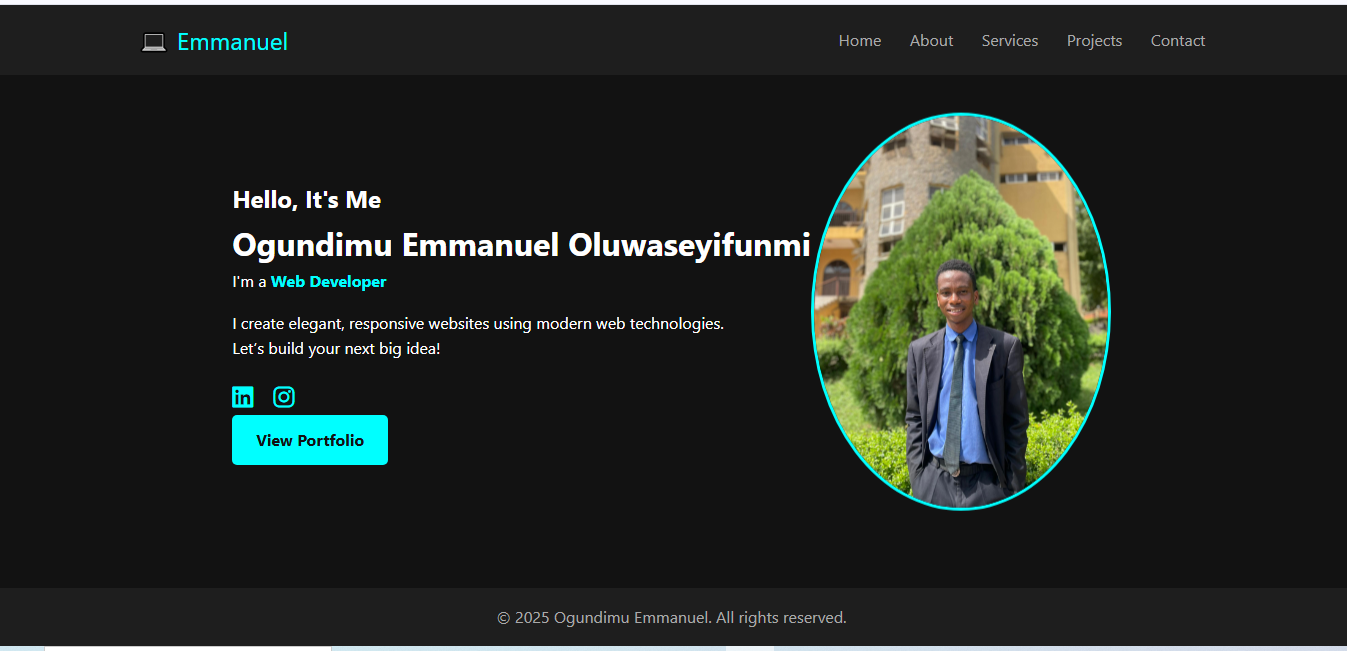 Emmanuel
Home About Services Projects Contact
Hello, It's Me
Ogundimu Emmanuel Oluwaseyifunmi
I'm a Web Developer
I create elegant, responsive websites using modern web technologies.
Let’s build your next big idea!
in
View Portfolio
© 2025 Ogundimu Emmanuel. All rights reserved.